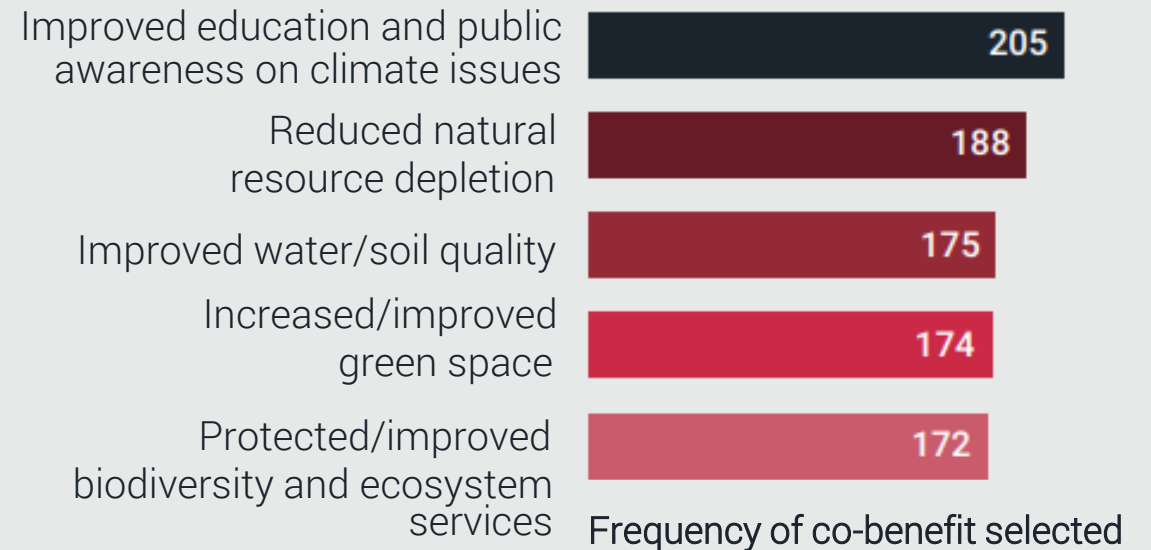 Improved education and public
awareness on climate issues
205
Reduced natural
resource depletion
188
Improved water/soil quality
175
Increased/improved
green space
174
Protected/improved
biodiversity and ecosystem
services
172
Frequency of co-benefit selected